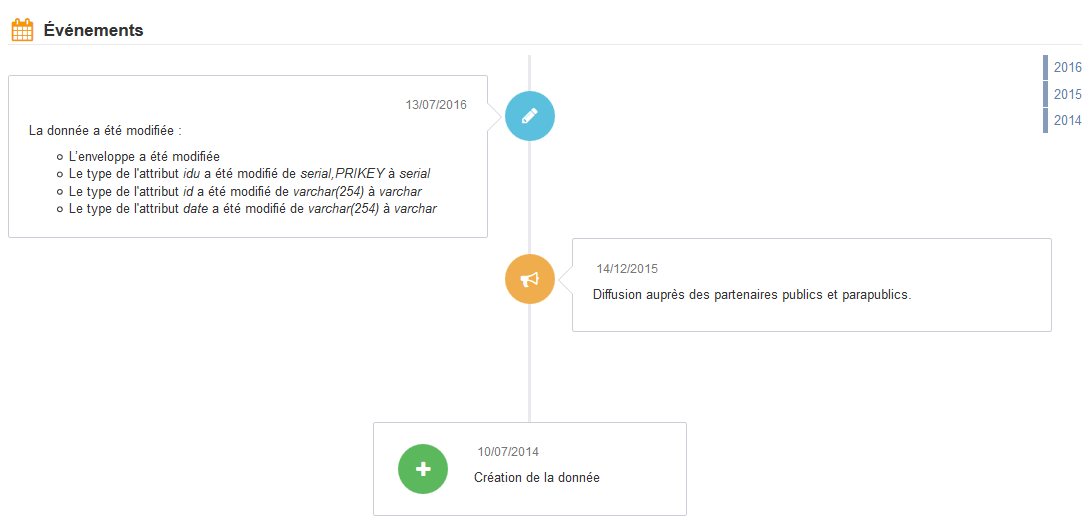 Événements
2016
2015
2014
13/07/2016
La donnée a été modifiée :
L'enveloppe a été modifiée
Le type de l'attribut idu a été modifié de serial,PRIKEY à serial
Le type de l'attribut id a été modifié de varchar(254) à varchar
Le type de l'attribut date a été modifié de varchar(254) à varchar
14/12/2015
Diffusion auprès des partenaires publics et parapublics.
10/07/2014
Création de la donnée